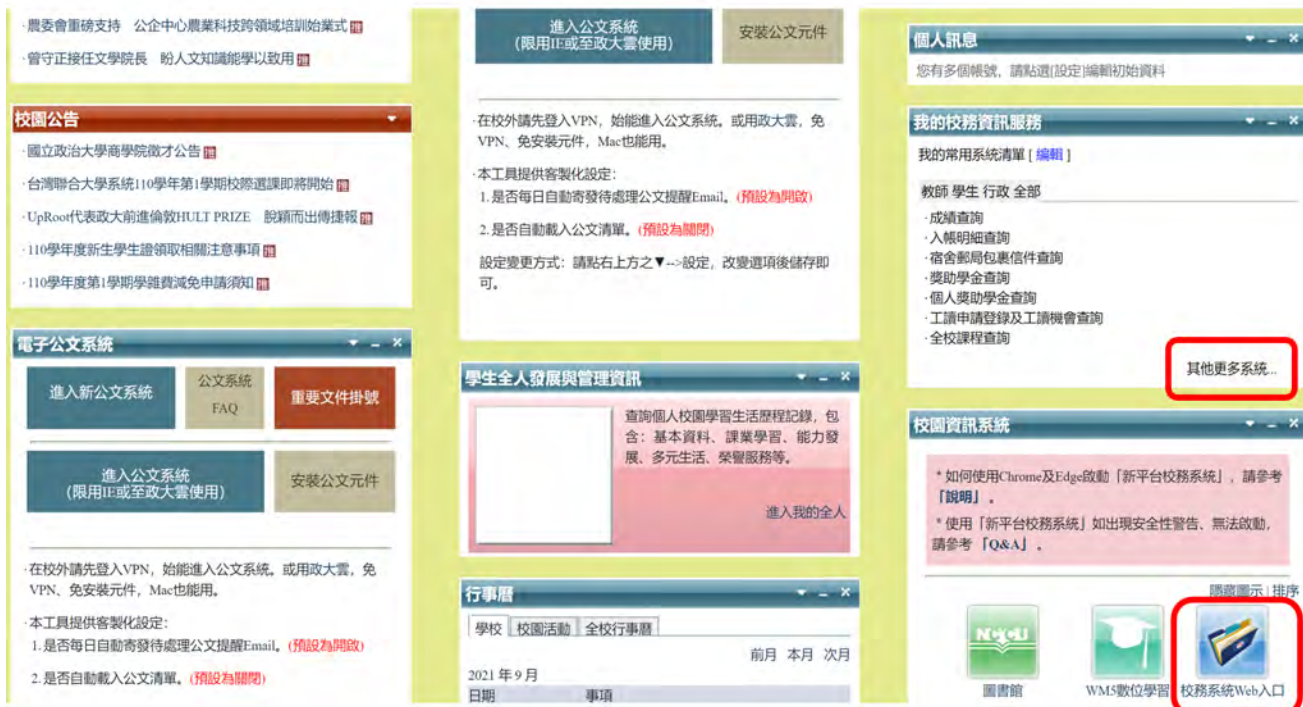 ·農委會重磅支持 公企中心農業科技跨領域培訓始業式
·曾守正接任文學院長 盼人文知識能學以致用
校園公告
·國立政治大學商學院徵才公告
·台灣聯合大學系統110學年第1學期校際選課即將開始
·UpRoot代表政大前進倫敦HULT PRIZE 脫穎而出傳捷報
·110學年度新生學生證領取相關注意事項
·110學年度第1學期學雜費減免申請須知
電子公文系統
進入新公文系統
公文系統
FAQ
重要文件掛號
進入公文系統
(限用IE或至政大雲使用)
安裝公文元件
·在校外請先登入VPN，始能進入公文系統。或用政大雲，免
VPN、免安裝元件，Mac也能用。
·本工具提供客製化設定：
1.是否每日自動寄發待處理公文提醒Email。(預設為開啟)
2.是否自動載入公文清單。(預設為關閉)
進入公文系統
(限用IE或至政大雲使用)
安裝公文元件
·在校外請先登入VPN，始能進入公文系統。或用政大雲，免
VPN、免安裝元件，Mac也能用。
·本工具提供客製化設定：
1.是否每日自動寄發待處理公文提醒Email。(預設為開啟)
2.是否自動載入公文清單。(預設為關閉)
設定變更方式：請點右上方之▼-->設定，改變選項後儲存即
可。
學生全人發展與管理資訊
查詢個人校園學習生活歷程記錄，包
含：基本資料、課業學習、能力發
展、多元生活、榮譽服務等。
進入我的全人
行事曆
學校 校園活動 全校行事曆
前月 本月 次月
2021 年 9 月
日期 事項
個人訊息
您有多個帳號，請點選[設定]編輯初始資料
我的校務資訊服務
我的常用系統清單 [ 編輯 ]
教師 學生 行政 全部
·成績查詢
·入帳明細查詢
·宿舍郵局包裹信件查詢
·獎助學金查詢
·個人獎助學金查詢
·工讀申請登錄及工讀機會查詢
·全校課程查詢
其他更多系統...
校園資訊系統
* 如何使用Chrome及Edge啟動「新平台校務系統」，請參考
「說明」。
* 使用「新平台校務系統」如出現安全性警告、無法啟動，
請參考 「Q&A」。
隱藏圖示 | 排序
NCCU
圖書館
WM5數位學習
校務系統Web入口